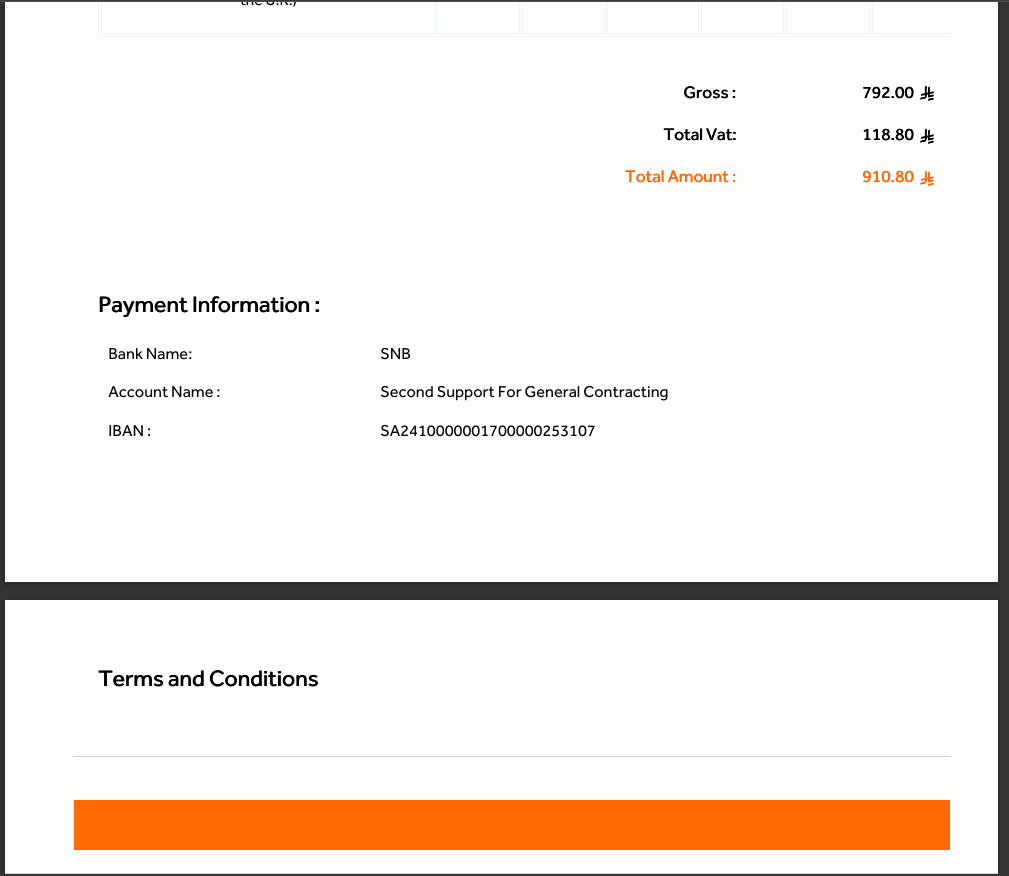 the U.K.)
Gross : 792.00 ⃁
Total Vat: 118.80 ⃁
Total Amount : 910.80 ⃁
Payment Information :
Bank Name: SNB
Account Name : Second Support For General Contracting
IBAN : SA2410000001700000253107
Terms and Conditions